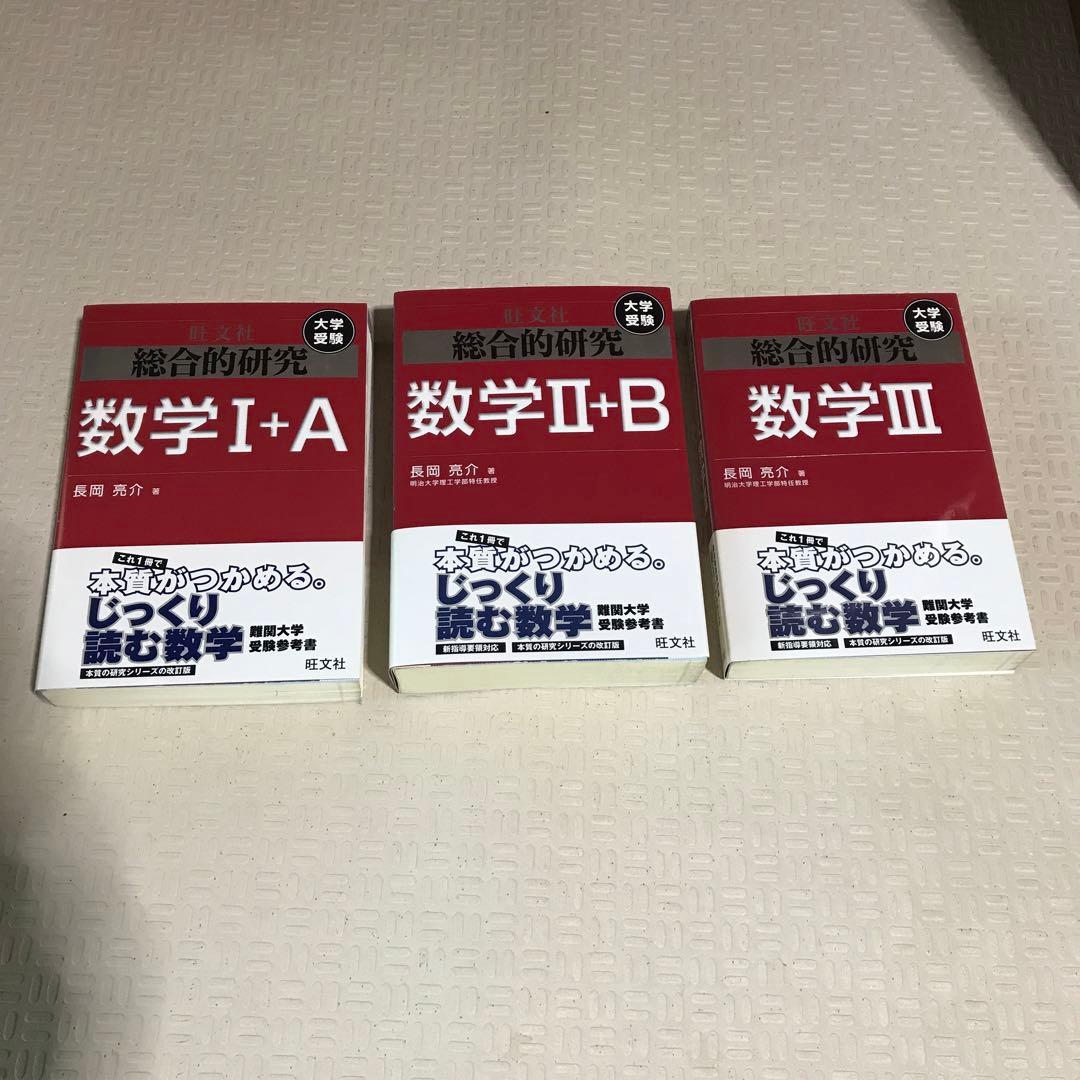 旺文社
大学
受験
総合的研究
数学Ⅰ+A
長岡 亮介 著
これ1冊で
本質がつかめる。
じっくり
読む数学
難関大学
受験参考書
本質の研究シリーズの改訂版
旺文社
旺文社
大学
受験
総合的研究
数学Ⅱ+B
長岡 亮介 著
明治大学理工学部特任教授
これ1冊で
本質がつかめる。
じっくり
読む数学
難関大学
受験参考書
新指導要領対応
本質の研究シリーズの改訂版
旺文社
旺文社
大学
受験
総合的研究
数学Ⅲ
長岡 亮介 著
明治大学理工学部特任教授
これ1冊で
本質がつかめる。
じっくり
読む数学
難関大学
受験参考書
新指導要領対応
本質の研究シリーズの改訂版
旺文社